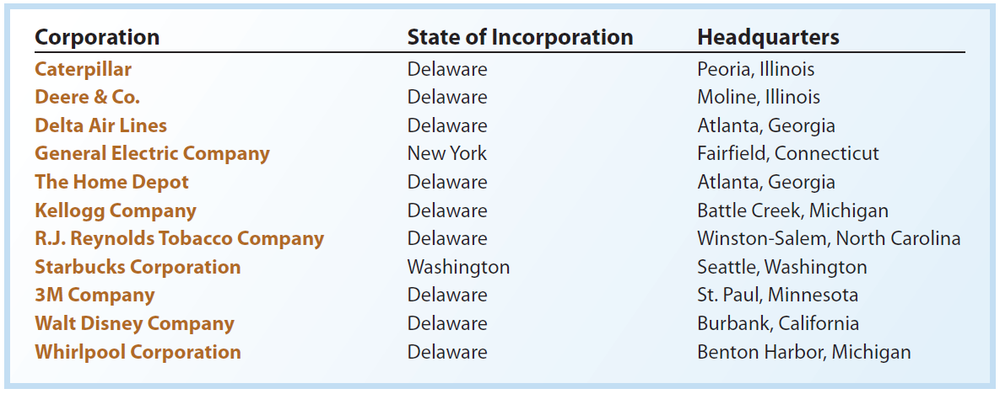 Corporation State of Incorporation Headquarters
Caterpillar Delaware Peoria, Illinois
Deere & Co. Delaware Moline, Illinois
Delta Air Lines Delaware Atlanta, Georgia
General Electric Company New York Fairfield, Connecticut
The Home Depot Delaware Atlanta, Georgia
Kellogg Company Delaware Battle Creek, Michigan
R.J. Reynolds Tobacco Company Delaware Winston-Salem, North Carolina
Starbucks Corporation Washington Seattle, Washington
3M Company Delaware St. Paul, Minnesota
Walt Disney Company Delaware Burbank, California
Whirlpool Corporation Delaware Benton Harbor, Michigan